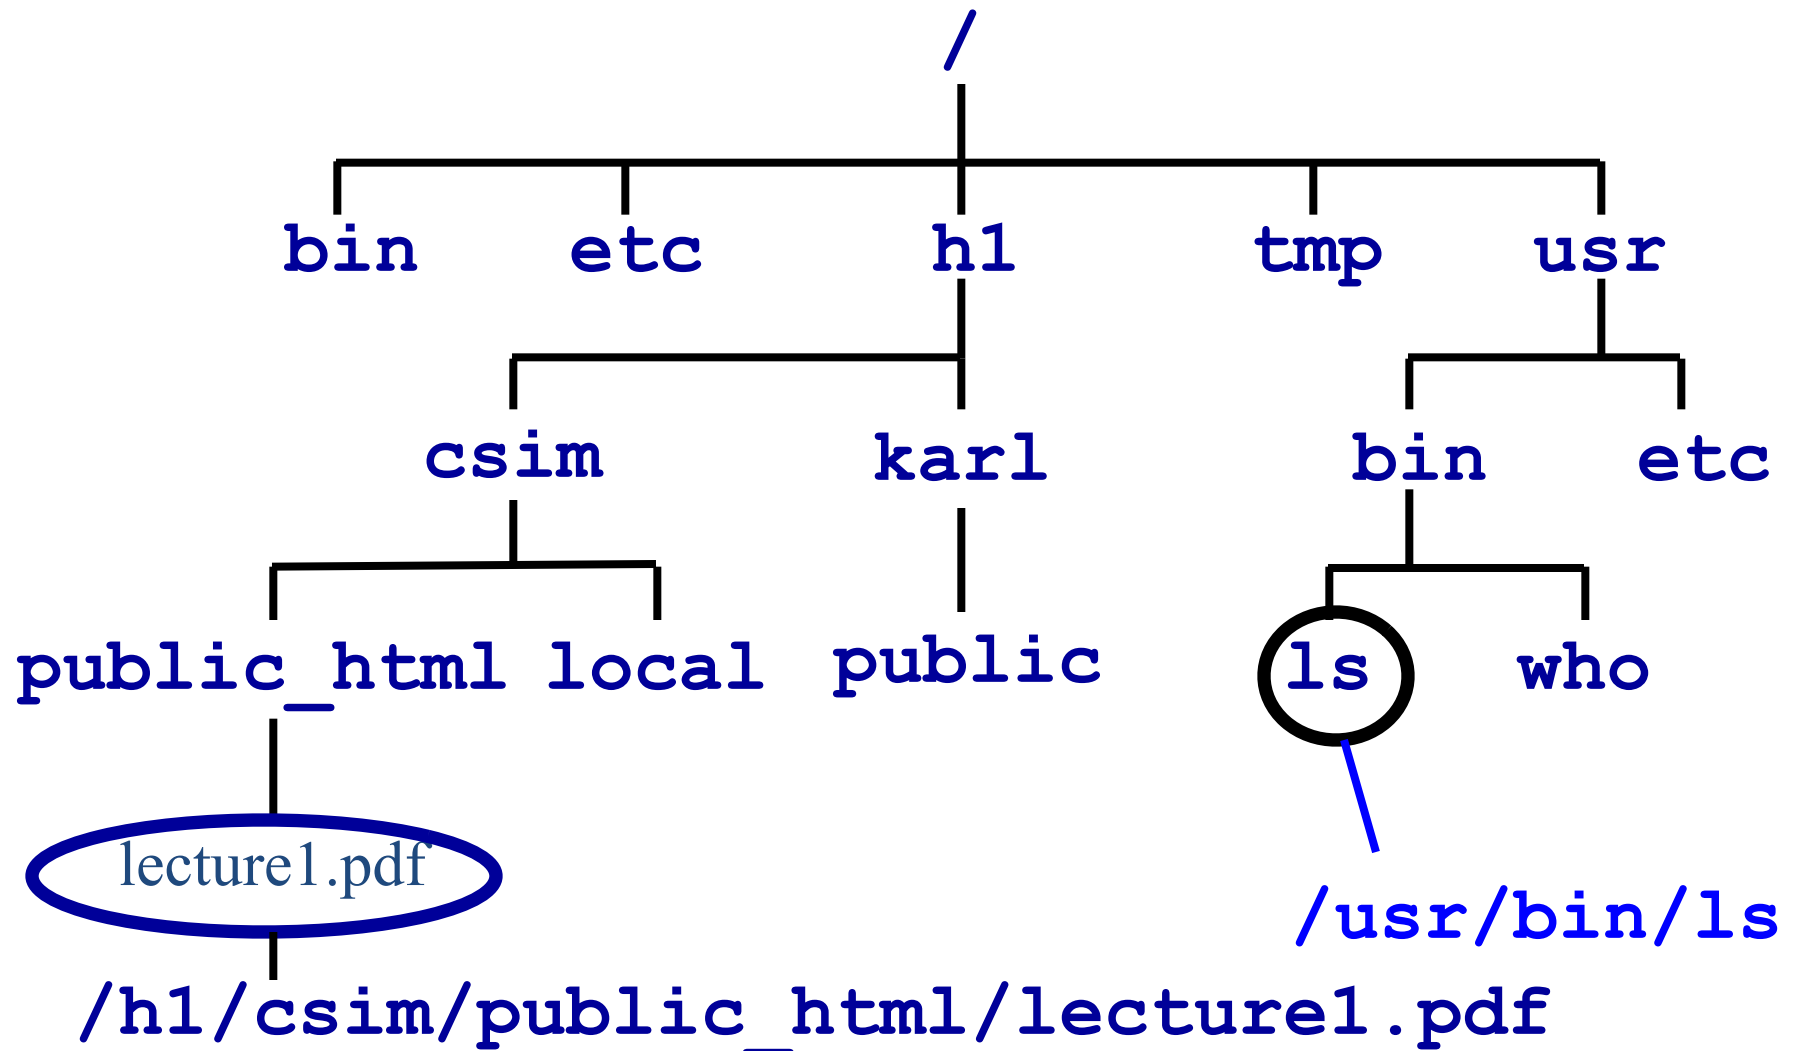 /
bin etc h1 tmp usr
csim karl bin etc
public_html local public ls who
lecture1.pdf
/usr/bin/ls
/h1/csim/public_html/lecture1.pdf